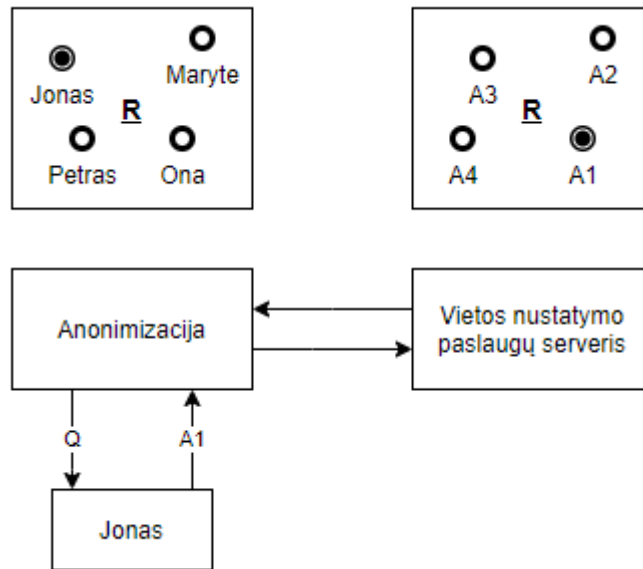 Jonas
Maryte
R
Petras
Ona
A3
A2
R
A4
A1
Anonimizacija
Vietos nustatymo
paslaugų serveris
Q
A1
Jonas